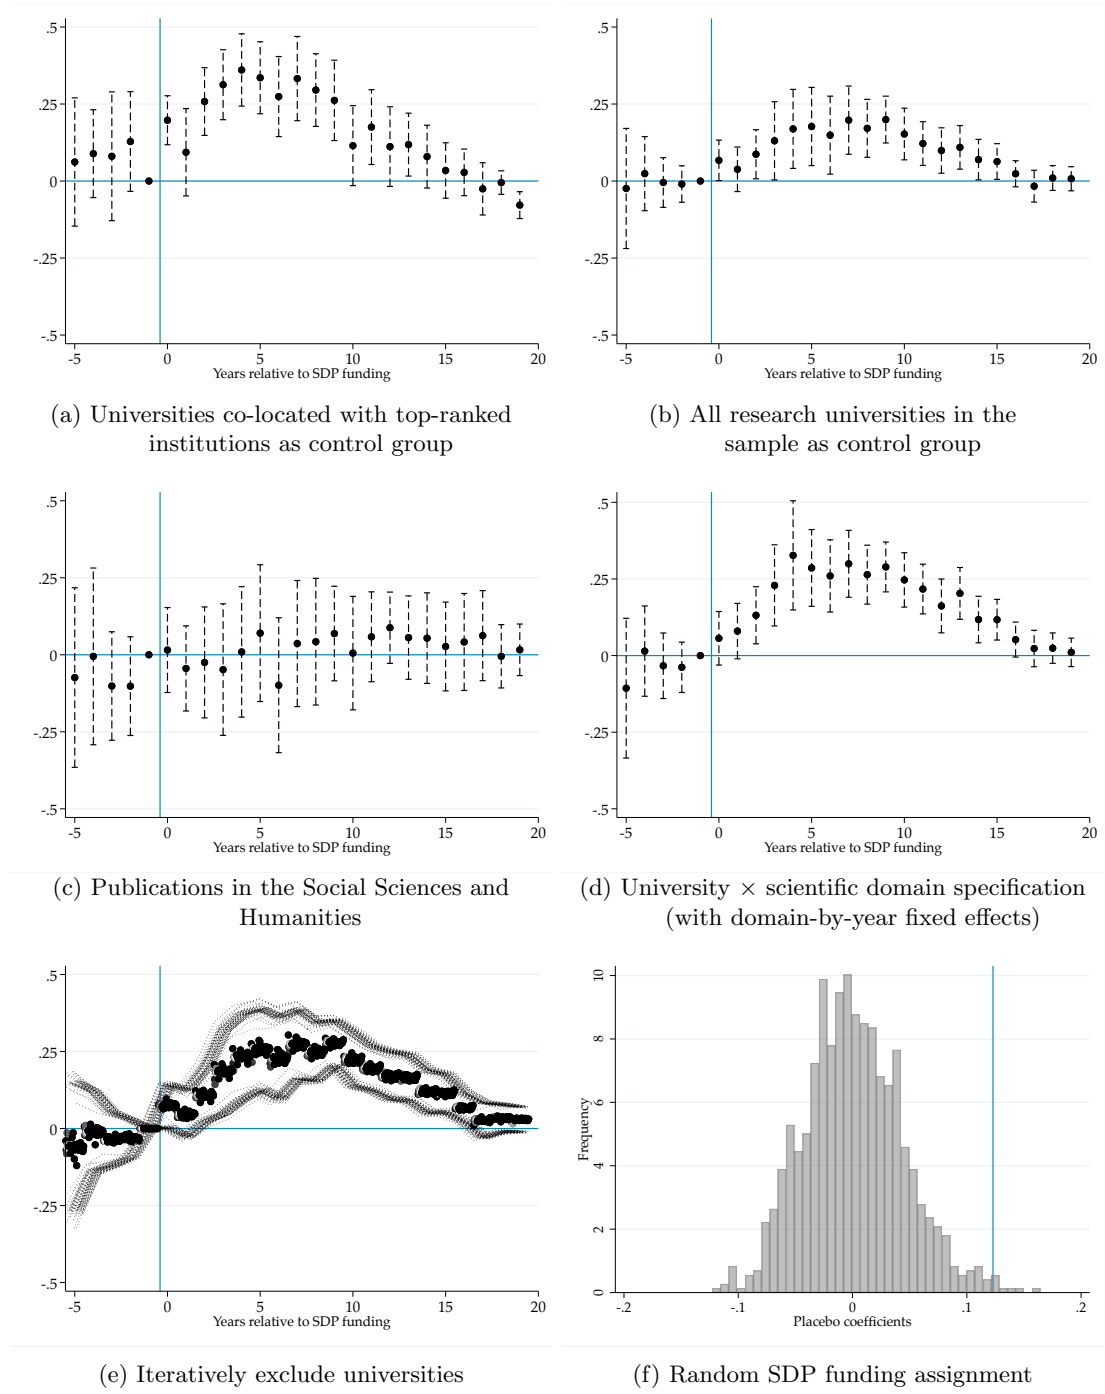 .5
.25
0
-.25
-.5
-5 0 5 10 15 20
Years relative to SDP funding
(a) Universities co-located with top-ranked
institutions as control group
.5
.25
0
-.25
-.5
-5 0 5 10 15 20
Years relative to SDP funding
(b) All research universities in the
sample as control group
.5
.25
0
-.25
-.5
-5 0 5 10 15 20
Years relative to SDP funding
(c) Publications in the Social Sciences and
Humanities
.5
.25
0
-.25
-.5
-5 0 5 10 15 20
Years relative to SDP funding
(d) University × scientific domain specification
(with domain-by-year fixed effects)
.5
.25
0
-.25
-.5
-5 0 5 10 15 20
Years relative to SDP funding
(e) Iteratively exclude universities
Frequency
10
8
6
4
2
0
-.2 -.1 0 .1 .2
Placebo coefficients
(f) Random SDP funding assignment